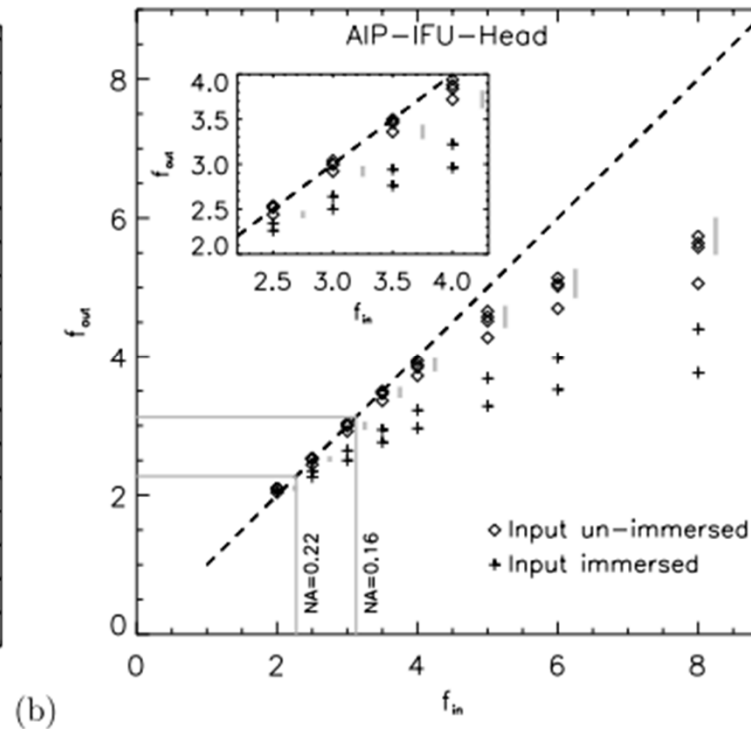 AIP-IFU-Head
8
6
4
2
0
f_out
4.0
3.5
3.0
2.5
2.0
f_out
2.5 3.0 3.5 4.0
f_in
NA=0.22
NA=0.16
Input un-immersed
Input immersed
0 2 4 6 8
f_in
(b)